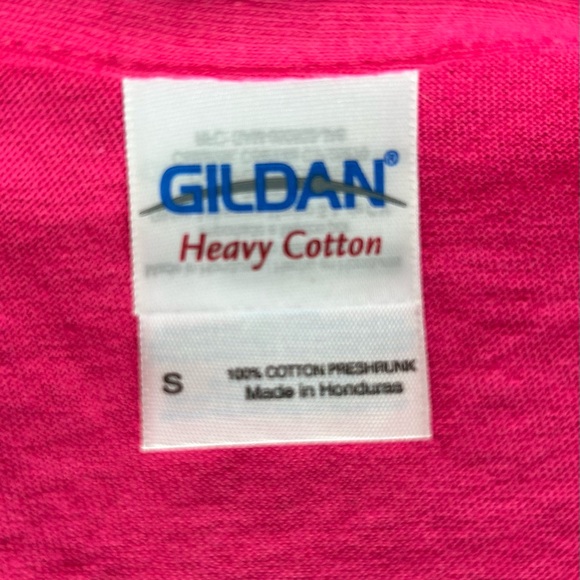 GILDAN®
Heavy Cotton
S
100% COTTON PRESHRUNK
Made in Honduras